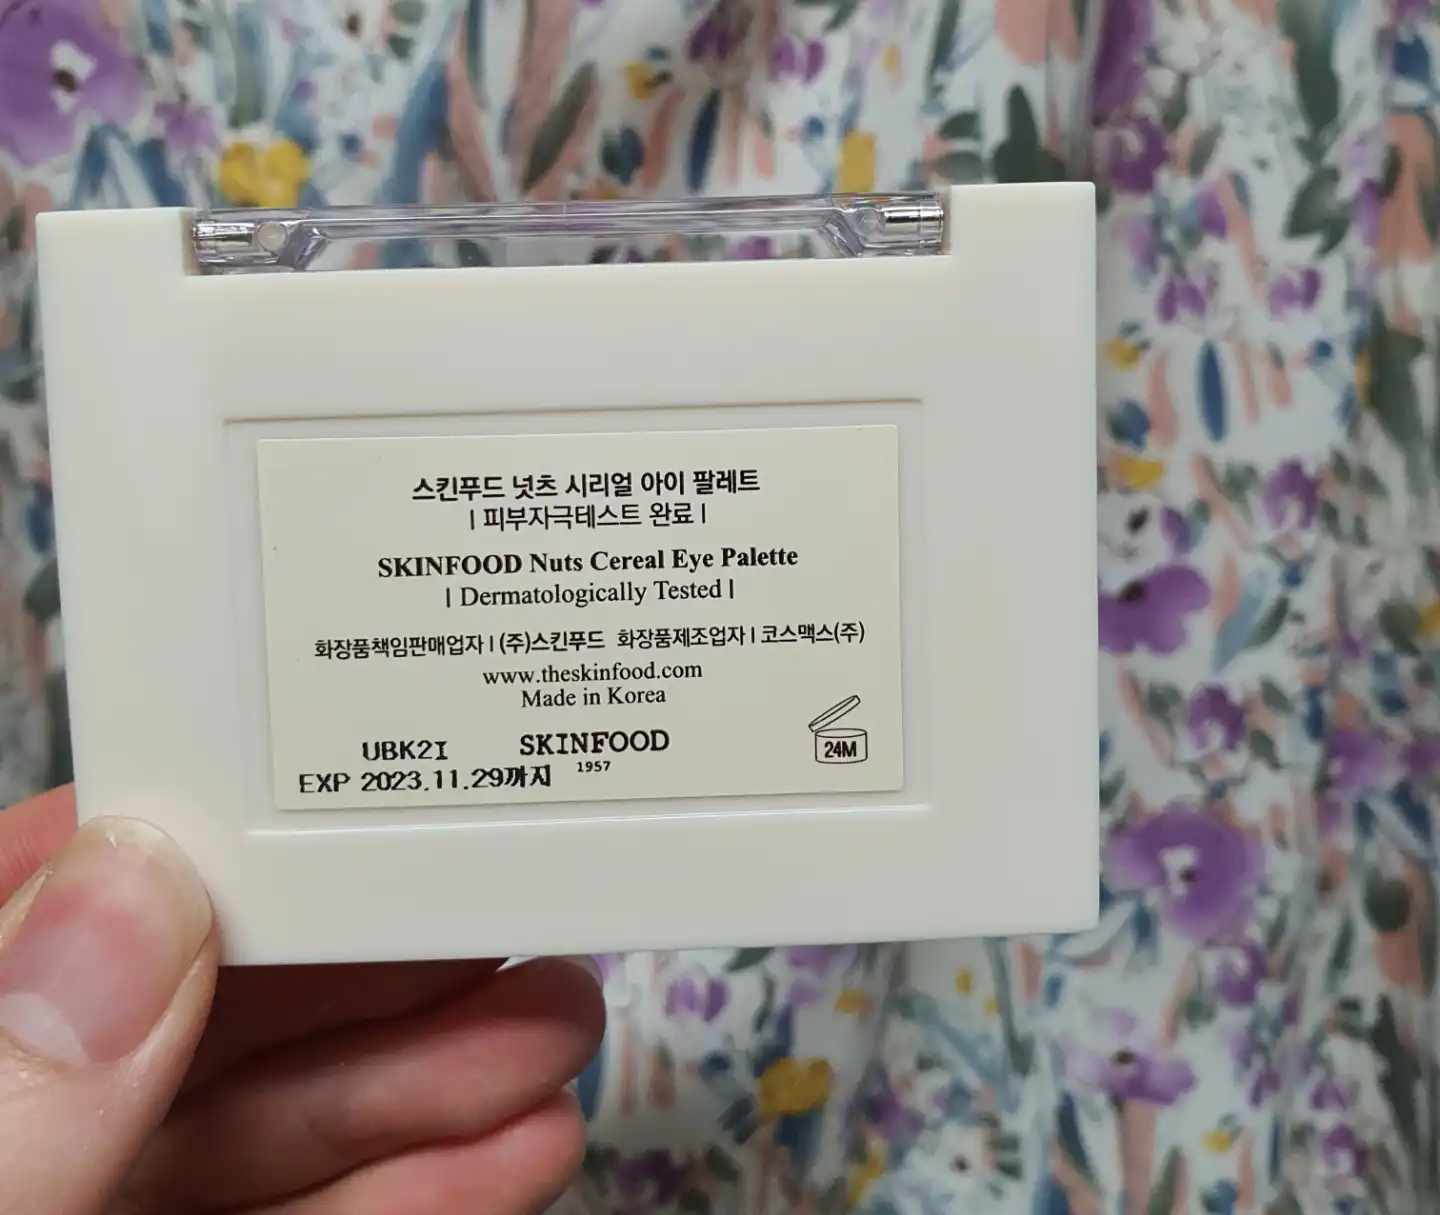 스킨푸드 넛츠 시리얼 아이 팔레트
| 피부자극테스트 완료 |
SKINFOOD Nuts Cereal Eye Palette
| Dermatologically Tested |
화장품책임판매업자 | (주)스킨푸드 화장품제조업자 | 코스맥스(주)
www.theskinfood.com
Made in Korea
UBK2I
SKINFOOD
1957
EXP 2023.11.29까지
24M